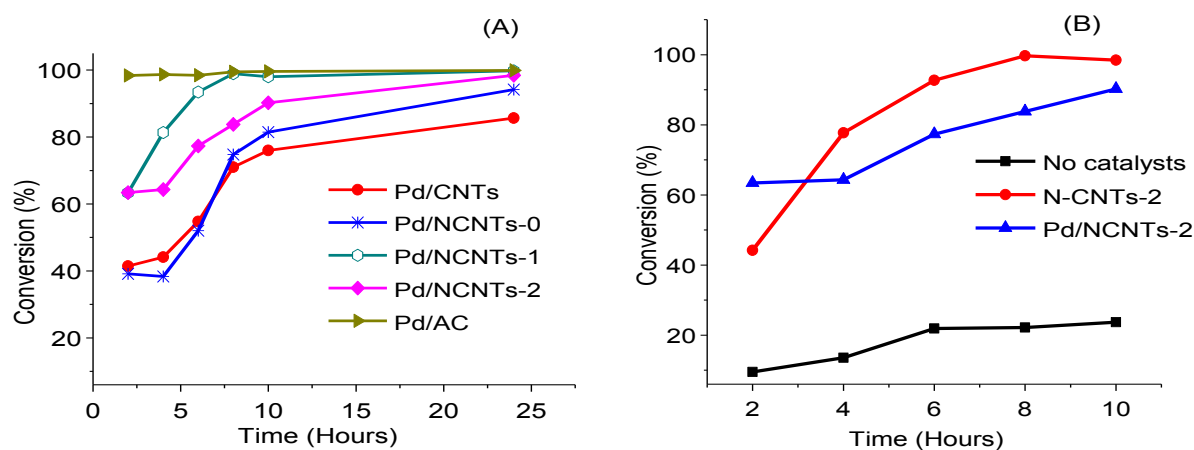 (A)
Conversion (%)
100
80
60
40
20
0
5
10
15
20
25
Time (Hours)
Pd/CNTs
Pd/NCNTs-0
Pd/NCNTs-1
Pd/NCNTs-2
Pd/AC
(B)
Conversion (%)
100
80
60
40
20
2
4
6
8
10
Time (Hours)
No catalysts
N-CNTs-2
Pd/NCNTs-2